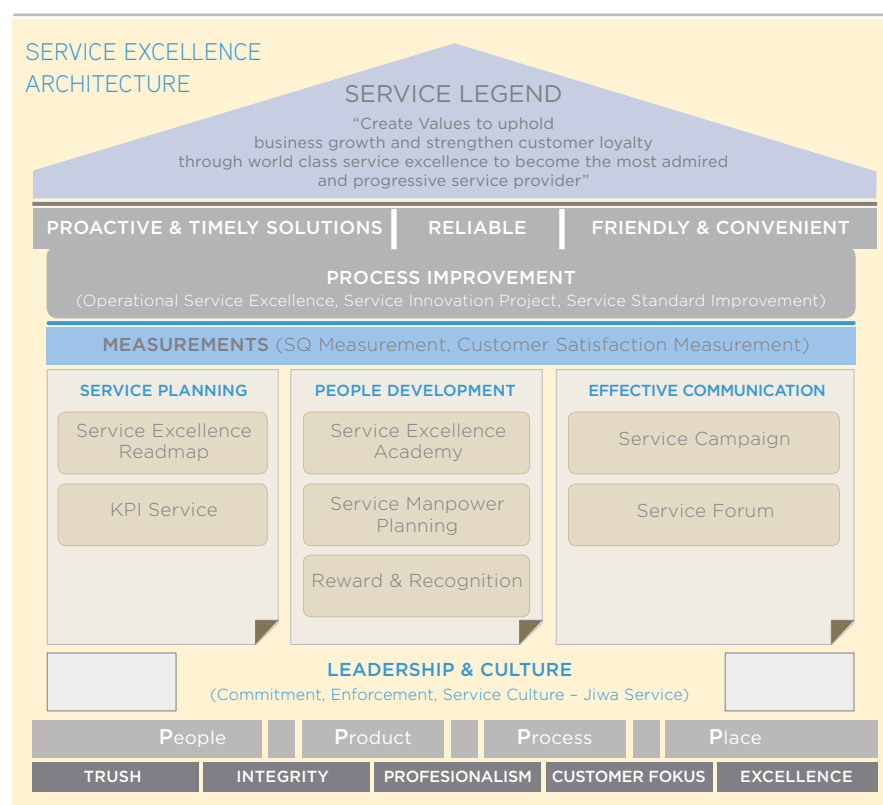 SERVICE EXCELLENCE
ARCHITECTURE
SERVICE LEGEND
“Create Values to uphold
business growth and strengthen customer loyalty
through world class service excellence to become the most admired
and progressive service provider”
PROACTIVE & TIMELY SOLUTIONS
RELIABLE
FRIENDLY & CONVENIENT
PROCESS IMPROVEMENT
(Operational Service Excellence, Service Innovation Project, Service Standard Improvement)
MEASUREMENTS (SQ Measurement, Customer Satisfaction Measurement)
SERVICE PLANNING
Service Excellence
Readmap
KPI Service
PEOPLE DEVELOPMENT
Service Excellence
Academy
Service Manpower
Planning
Reward & Recognition
EFFECTIVE COMMUNICATION
Service Campaign
Service Forum
LEADERSHIP & CULTURE
(Commitment, Enforcement, Service Culture – Jiwa Service)
People
Product
Process
Place
TRUSH
INTEGRITY
PROFESIONALISM
CUSTOMER FOKUS
EXCELLENCE